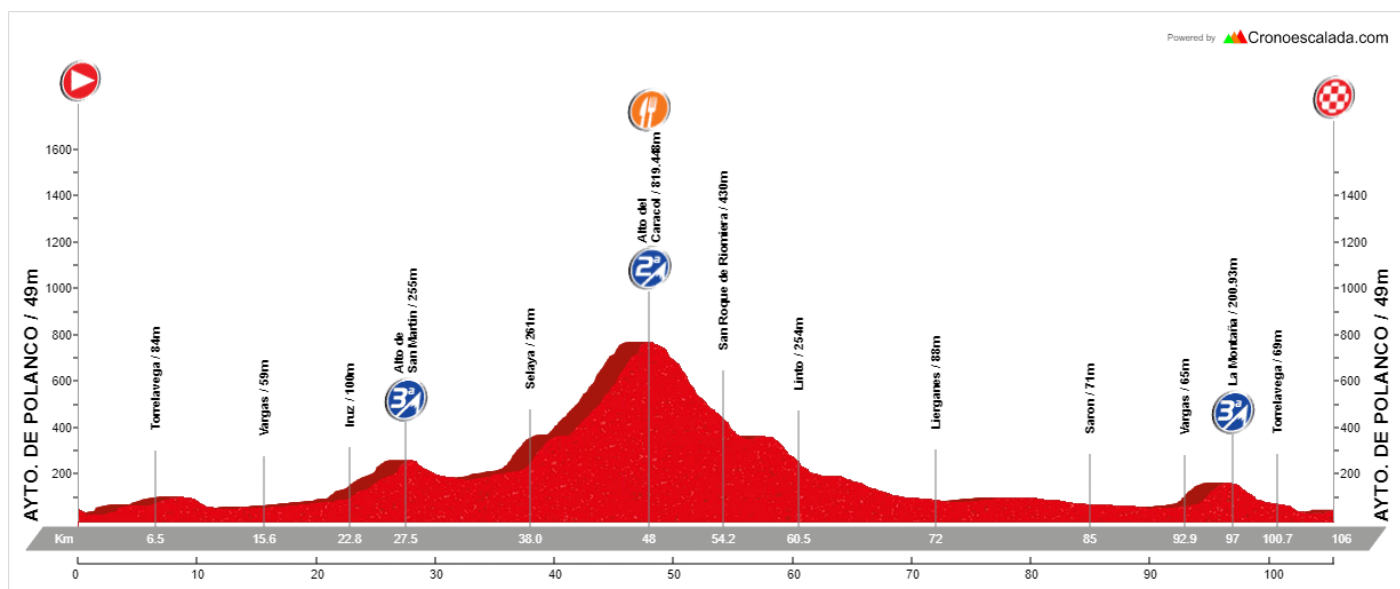 Powered by Cronoescalada.com
AYTO. DE POLANCO / 49m
1600
1400
1200
1000
800
600
400
200
Torrelavega / 84m
Vargas / 59m
Iruz / 100m
Alto de
San Martin / 255m
3ª
Selaya / 261m
Alto del
Caracol / 819.448m
2ª
San Roque de Riomiera / 430m
Linto / 254m
Lierganes / 88m
Saron / 71m
Vargas / 65m
La Montaña / 200.93m
3ª
Torrelavega / 69m
1400
1200
1000
800
600
400
200
AYTO. DE POLANCO / 49m
Km 6.5 15.6 22.8 27.5 38.0 48 54.2 60.5 72 85 92.9 97 100.7 106
0 10 20 30 40 50 60 70 80 90 100